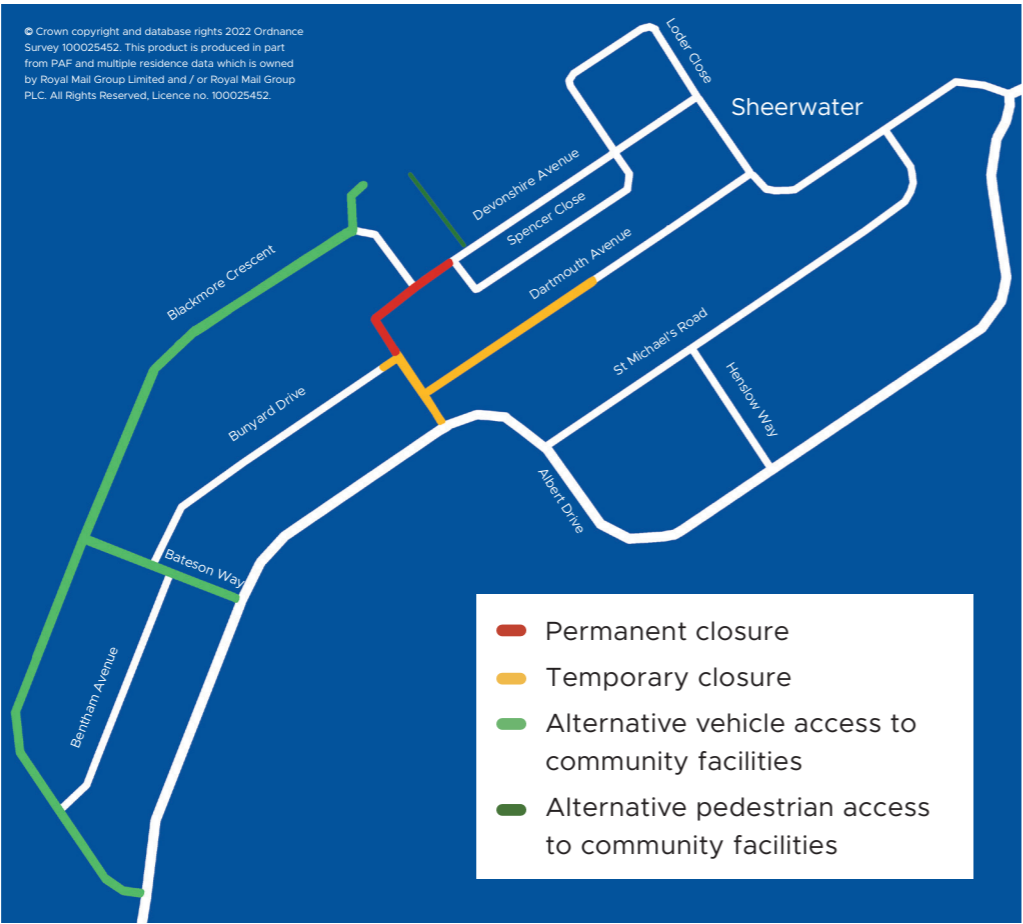 © Crown copyright and database rights 2022 Ordnance
Survey 100025452. This product is produced in part
from PAF and multiple residence data which is owned
by Royal Mail Group Limited and / or Royal Mail Group
PLC. All Rights Reserved, Licence no. 100025452.
Loder Close
Sheerwater
Devonshire Avenue
Spencer Close
Dartmouth Avenue
Blackmore Crescent
St Michael's Road
Henslow Way
Bunyard Drive
Albert Drive
Bateson Way
Bentham Avenue
Permanent closure
Temporary closure
Alternative vehicle access to
community facilities
Alternative pedestrian access
to community facilities